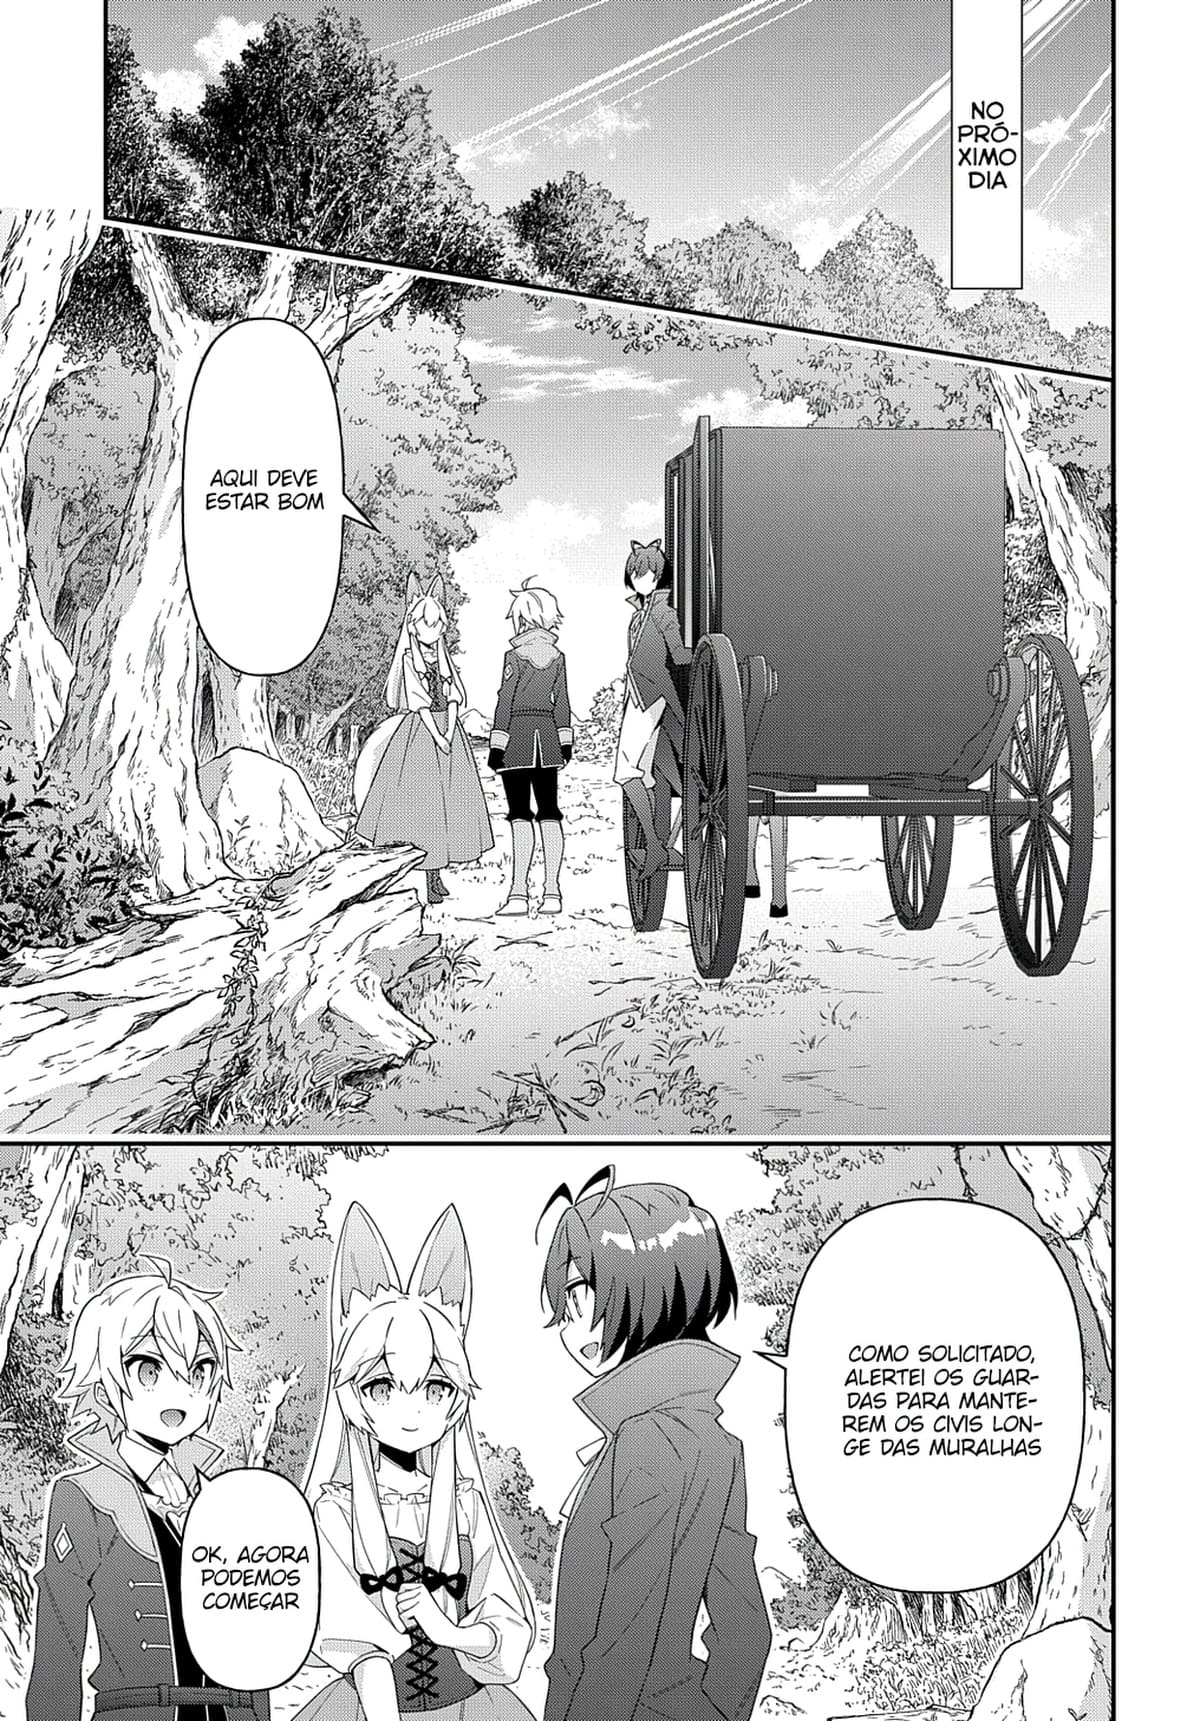 NO
PRÓ-
XIMO
DIA
AQUI DEVE
ESTAR BOM
COMO SOLICITADO,
ALERTEI OS GUAR-
DAS PARA MANTE-
REM OS CIVIS LON-
GE DAS MURALHAS
OK, AGORA
PODEMOS
COMEÇAR